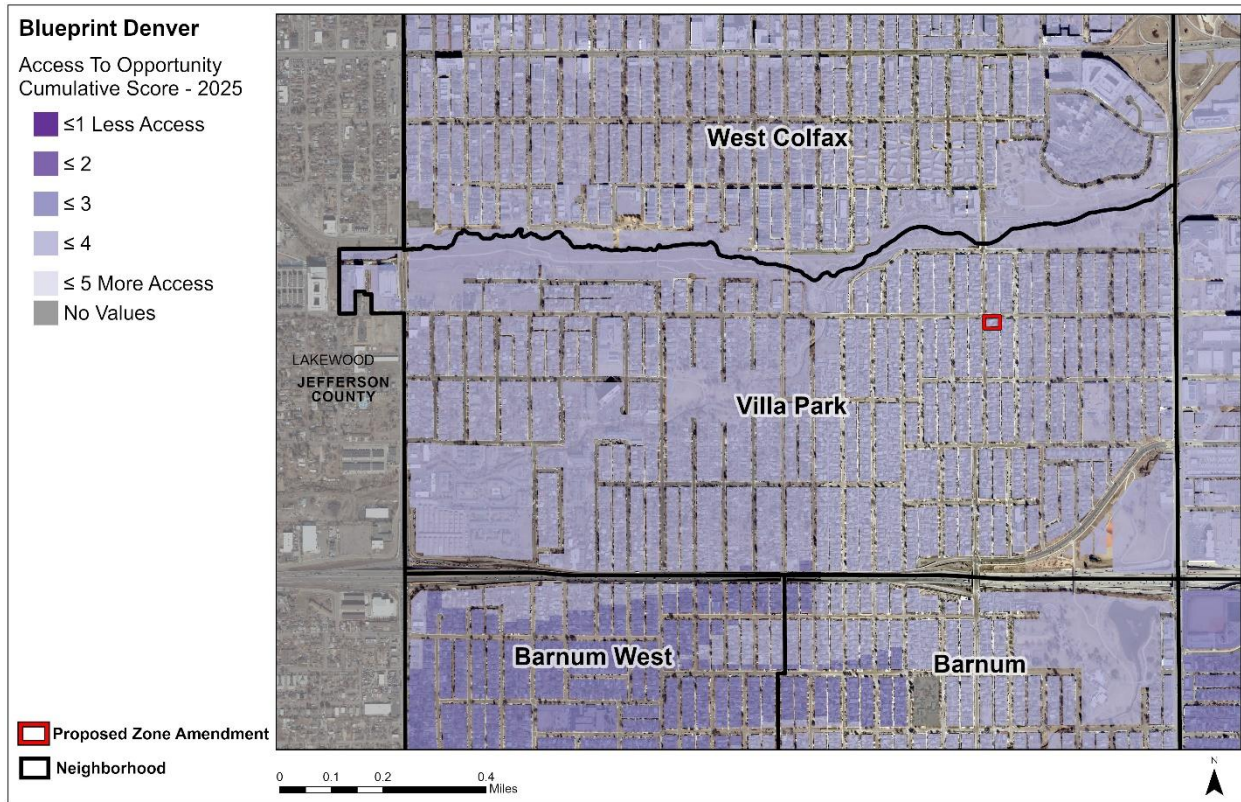 Blueprint Denver
Access To Opportunity
Cumulative Score - 2025
≤1 Less Access
≤ 2
≤ 3
≤ 4
≤ 5 More Access
No Values
West Colfax
LAKEWOOD
JEFFERSON
COUNTY
Villa Park
Barnum West
Barnum
Proposed Zone Amendment
Neighborhood
0 0.1 0.2 0.4
Miles
N